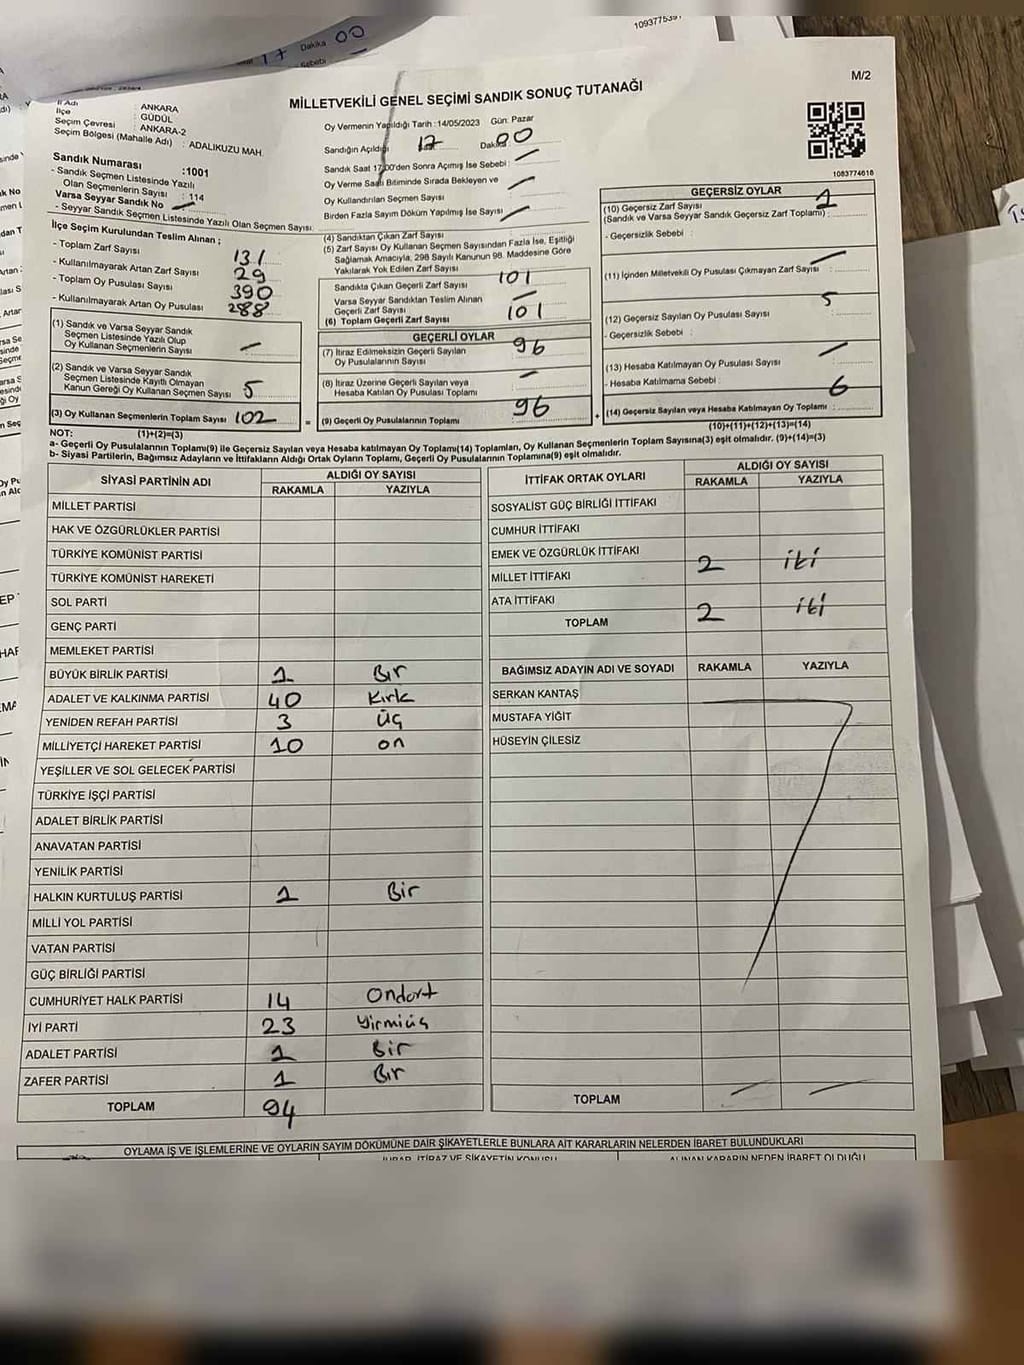 17 Dakika 00
Sebebi
1093775391
M/2
MİLLETVEKİLİ GENEL SEÇİMİ SANDIK SONUÇ TUTANAĞI
İl Adı : ANKARA
İlçe : GÜDÜL
Seçim Çevresi : ANKARA-2
Seçim Bölgesi (Mahalle Adı) : ADALIKUZU MAH.
Sandık Numarası :1001
- Sandık Seçmen Listesinde Yazılı
Olan Seçmenlerin Sayısı : 114
Varsa Seyyar Sandık No
- Seyyar Sandık Seçmen Listesinde Yazılı Olan Seçmen Sayısı:
Oy Vermenin Yapıldığı Tarih :14/05/2023 Gün: Pazar
Sandığın Açıldığı 17 Dakika 00
Sandık Saat 17.00'den Sonra Açılmış İse Sebebi :
Oy Verme Saati Bitiminde Sırada Bekleyen ve
Oy Kullandırılan Seçmen Sayısı
Birden Fazla Sayım Döküm Yapılmış İse Sayısı
1083774618
İlçe Seçim Kurulundan Teslim Alınan ;
- Toplam Zarf Sayısı 131
- Kullanılmayarak Artan Zarf Sayısı 29
- Toplam Oy Pusulası Sayısı 390
- Kullanılmayarak Artan Oy Pusulası 288
(1) Sandık ve Varsa Seyyar Sandık
Seçmen Listesinde Yazılı Olup
Oy Kullanan Seçmenlerin Sayısı
(2) Sandık ve Varsa Seyyar Sandık
Seçmen Listesinde Kayıtlı Olmayan
Kanun Gereği Oy Kullanan Seçmen Sayısı 5
(3) Oy Kullanan Seçmenlerin Toplam Sayısı 102
(1)+(2)=(3)
(4) Sandıktan Çıkan Zarf Sayısı
(5) Zarf Sayısı Oy Kullanan Seçmen Sayısından Fazla İse, Eşitliği
Sağlamak Amacıyla, 298 Sayılı Kanunun 98. Maddesine Göre
Yakılarak Yok Edilen Zarf Sayısı
Sandıkta Çıkan Geçerli Zarf Sayısı 101
Varsa Seyyar Sandıktan Teslim Alınan
Geçerli Zarf Sayısı
(6) Toplam Geçerli Zarf Sayısı 101
GEÇERLİ OYLAR
(7) İtiraz Edilmeksizin Geçerli Sayılan
Oy Pusulalarının Sayısı 96
(8) İtiraz Üzerine Geçerli Sayılan veya
Hesaba Katılan Oy Pusulası Toplamı
= (9) Geçerli Oy Pusulalarının Toplamı 96
GEÇERSİZ OYLAR
(10) Geçersiz Zarf Sayısı 1
(Sandık ve Varsa Seyyar Sandık Geçersiz Zarf Toplamı) :
- Geçersizlik Sebebi :
(11) İçinden Milletvekili Oy Pusulası Çıkmayan Zarf Sayısı
(12) Geçersiz Sayılan Oy Pusulası Sayısı 5
- Geçersizlik Sebebi :
(13) Hesaba Katılmayan Oy Pusulası Sayısı
- Hesaba Katılmama Sebebi :
+ (14) Geçersiz Sayılan veya Hesaba Katılmayan Oy Toplamı : 6
(10)+(11)+(12)+(13)=(14)
NOT:
a- Geçerli Oy Pusulalarının Toplamı(9) ile Geçersiz Sayılan veya Hesaba Katılmayan Oy Toplamı(14) Toplamları, Oy Kullanan Seçmenlerin Toplam Sayısına(3) eşit olmalıdır. (9)+(14)=(3)
b- Siyasi Partilerin, Bağımsız Adayların ve İttifakların Aldığı Ortak Oyların Toplamı, Geçerli Oy Pusulalarının Toplamına(9) eşit olmalıdır.
SİYASİ PARTİNİN ADI ALDIĞI OY SAYISI
RAKAMLA YAZIYLA
MİLLET PARTİSİ
HAK VE ÖZGÜRLÜKLER PARTİSİ
TÜRKİYE KOMÜNİST PARTİSİ
TÜRKİYE KOMÜNİST HAREKETİ
SOL PARTİ
GENÇ PARTİ
MEMLEKET PARTİSİ
BÜYÜK BİRLİK PARTİSİ 1 Bir
ADALET VE KALKINMA PARTİSİ 40 Kırk
YENİDEN REFAH PARTİSİ 3 üç
MİLLİYETÇİ HAREKET PARTİSİ 10 on
YEŞİLLER VE SOL GELECEK PARTİSİ
TÜRKİYE İŞÇİ PARTİSİ
ADALET BİRLİK PARTİSİ
ANAVATAN PARTİSİ
YENİLİK PARTİSİ
HALKIN KURTULUŞ PARTİSİ 1 Bir
MİLLİ YOL PARTİSİ
VATAN PARTİSİ
GÜÇ BİRLİĞİ PARTİSİ
CUMHURİYET HALK PARTİSİ 14 Ondört
İYİ PARTİ 23 Yirmiüç
ADALET PARTİSİ 1 Bir
ZAFER PARTİSİ 1 Bir
TOPLAM 94
İTTİFAK ORTAK OYLARI ALDIĞI OY SAYISI
RAKAMLA YAZIYLA
SOSYALİST GÜÇ BİRLİĞİ İTTİFAKI
CUMHUR İTTİFAKI
EMEK VE ÖZGÜRLÜK İTTİFAKI
MİLLET İTTİFAKI 2 iki
ATA İTTİFAKI
TOPLAM 2 iki
BAĞIMSIZ ADAYIN ADI VE SOYADI RAKAMLA YAZIYLA
SERKAN KANTAŞ
MUSTAFA YİĞİT
HÜSEYİN ÇİLESİZ
TOPLAM
OYLAMA İŞ VE İŞLEMLERİNE VE OYLARIN SAYIM DÖKÜMÜNE DAİR ŞİKAYETLERLE BUNLARA AİT KARARLARIN NELERDEN İBARET BULUNDUKLARI
İTİRAZ VE ŞİKAYETİN KONUSU ALINAN KARARIN NEDEN İBARET OLDUĞU